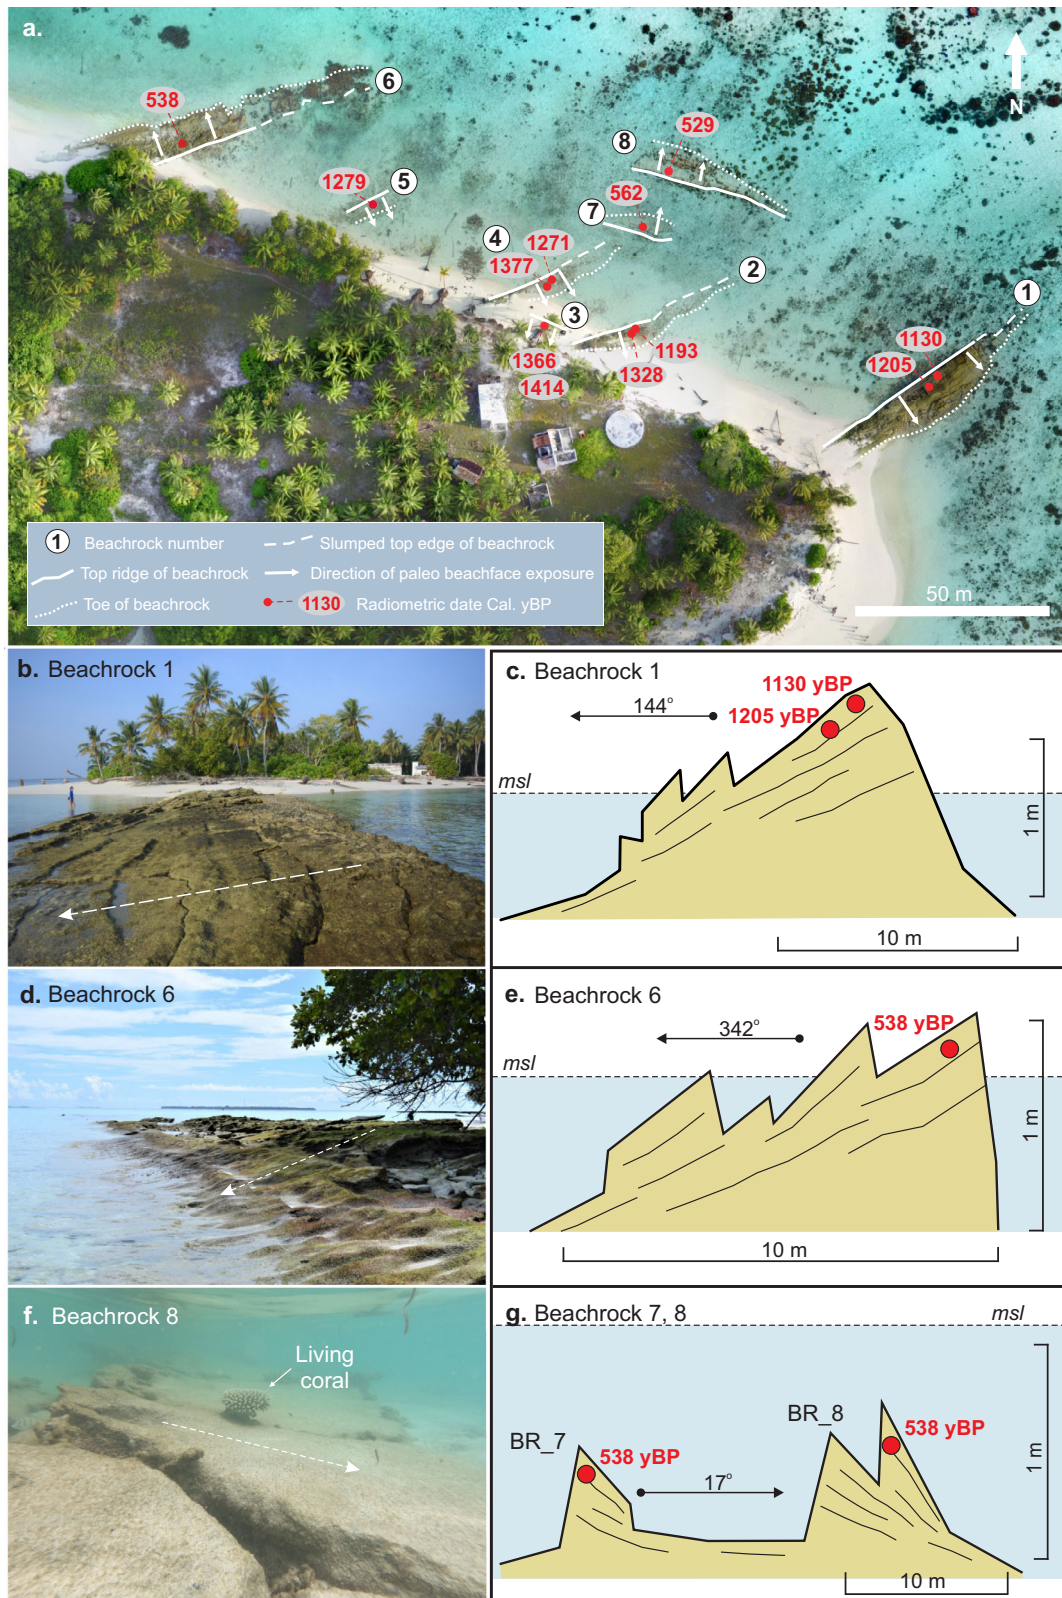 a.
N
6
538
8
529
5
1279
7
562
4
1271
1377
2
1
3
1130
1205
1193
1366
1328
1414
1 Beachrock number
Slumped top edge of beachrock
Top ridge of beachrock
Direction of paleo beachface exposure
Toe of beachrock
1130 Radiometric date Cal. yBP
50 m
b. Beachrock 1
c. Beachrock 1
1130 yBP
144°
1205 yBP
msl
1 m
10 m
d. Beachrock 6
e. Beachrock 6
538 yBP
342°
msl
1 m
10 m
f. Beachrock 8
Living
coral
g. Beachrock 7, 8
msl
BR_8
BR_7
538 yBP
538 yBP
17°
1 m
10 m